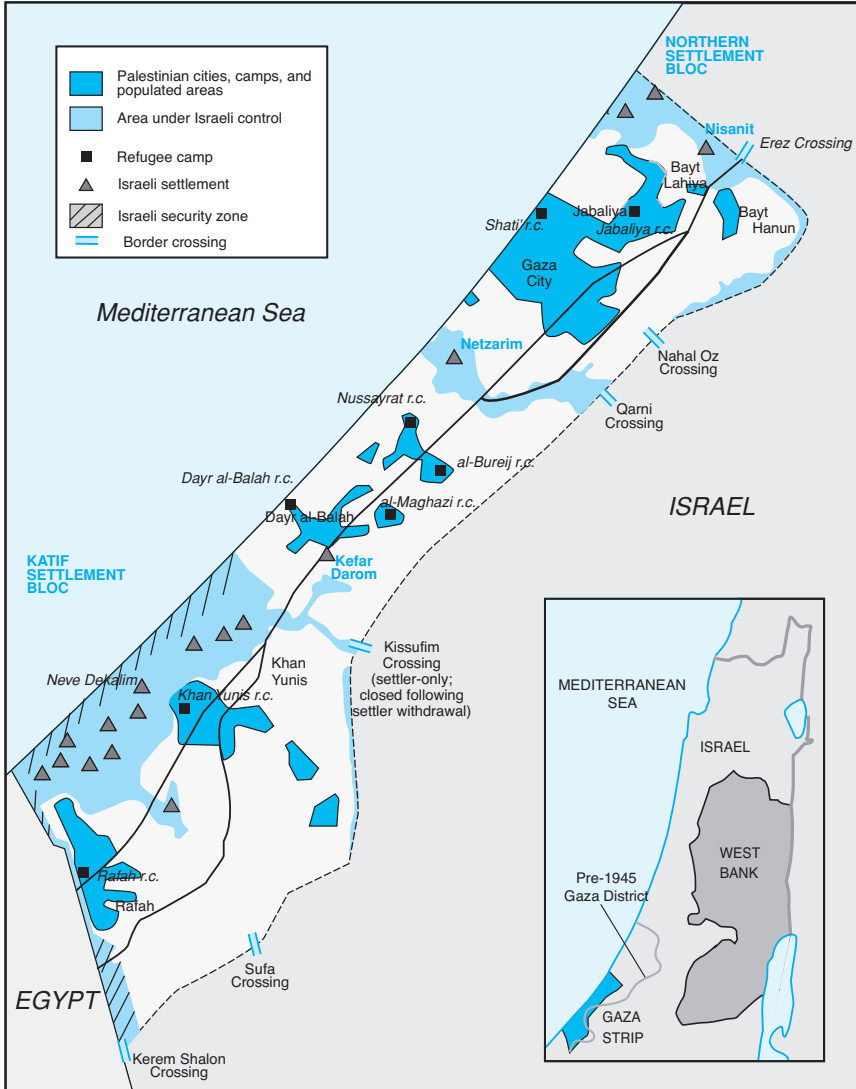 Palestinian cities, camps, and
populated areas
Area under Israeli control
Refugee camp
Israeli settlement
Israeli security zone
Border crossing
NORTHERN
SETTLEMENT
BLOC
Nisanit
Erez Crossing
Bayt
Lahiya
Bayt
Hanun
Jabaliya
Jabaliya r.c.
Shati' r.c.
Gaza
City
Mediterranean Sea
Netzarim
Nahal Oz
Crossing
Qarni
Crossing
Nussayrat r.c.
al-Bureij r.c.
Dayr al-Balah r.c.
al-Maghazi r.c.
Dayr al-Balah
ISRAEL
KATIF
SETTLEMENT
BLOC
Kefar
Darom
Kissufim
Crossing
(settler-only;
closed following
settler withdrawal)
Khan
Yunis
Neve Dekalim
Khan Yunis r.c.
Rafah r.c.
Rafah
Sufa
Crossing
EGYPT
Kerem Shalon
Crossing
MEDITERRANEAN
SEA
ISRAEL
WEST
BANK
Pre-1945
Gaza District
GAZA
STRIP